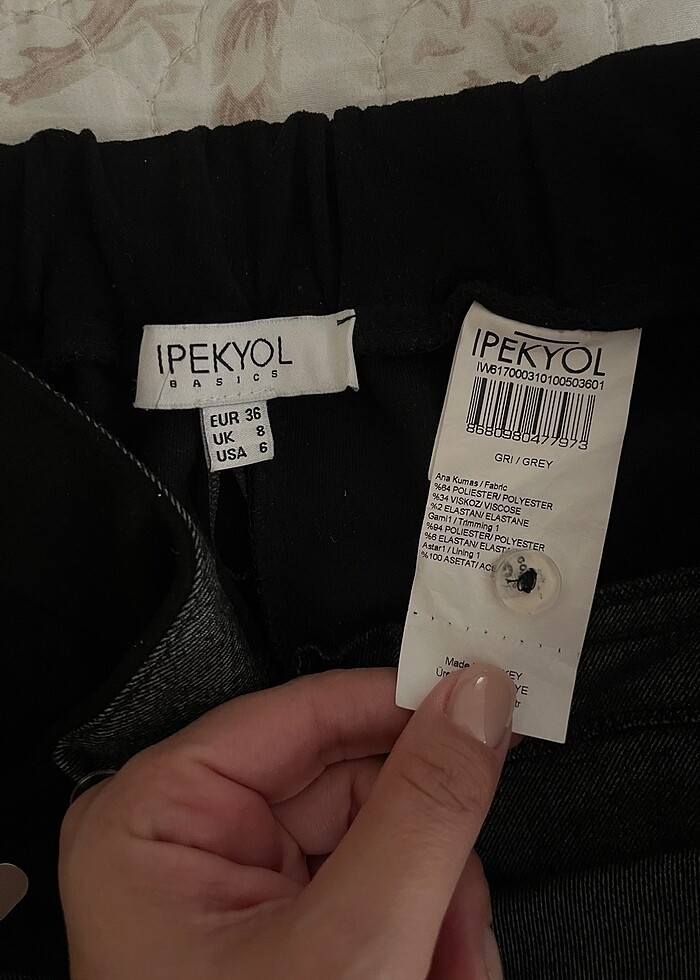 IPEKYOL
BASICS
EUR 36
UK 8
USA 6
IPEKYOL
IW617000310100503601
8680980477973
GRI / GREY
Ana Kumas / Fabric
%64 POLIESTER/ POLYESTER
%34 VISKOZ/ VISCOSE
%2 ELASTAN/ ELASTANE
Garni1 / Trimming 1
%94 POLIESTER/ POLYESTER
%6 ELASTAN/ ELASTANE
Astar1 / Lining 1
%100 ASETAT/
Made